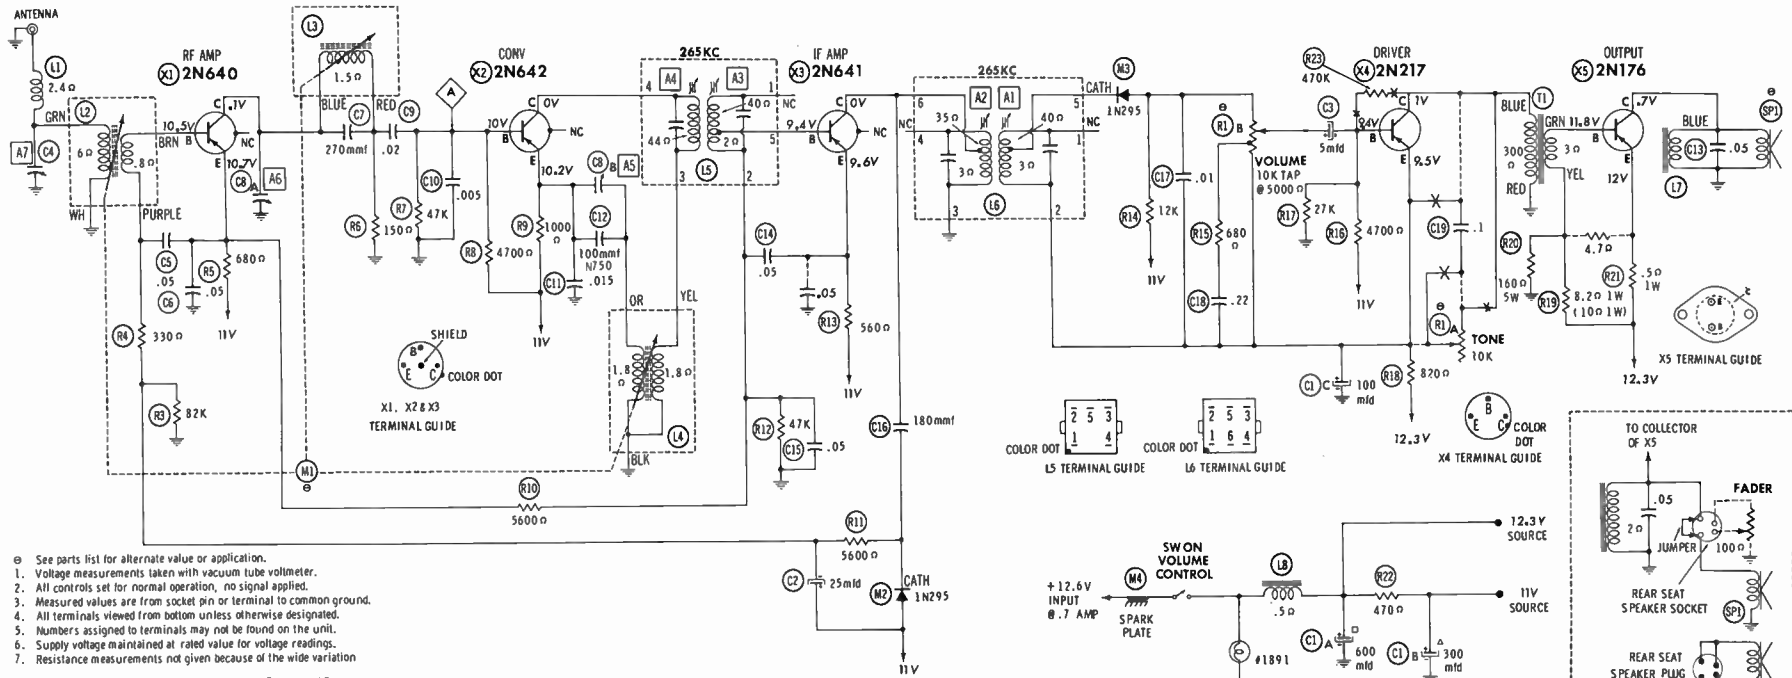 ANTENNA
L1
2.4Ω
L2
GRN
6Ω
.8Ω
A7
C4
WH
PURPLE
RF AMP
X1 2N640
10.5V
B
BRN
C
.1V
NC
E
10.7V
C8
A
A6
L3
1.5Ω
BLUE
RED
C7
270mmf
C9
.02
A
CONV
X2 2N642
C
0V
10V
B
NC
E
10.2V
265KC
4
A4
A3
1
40Ω
NC
44Ω
2Ω
5
3
L5
2
IF AMP
X3 2N641
C
0V
9.4V
B
NC
E
9.6V
265KC
6
A2
A1
5
35Ω
40Ω
NC
NC
4
1
3Ω
3Ω
3
L6
2
CATH
M3
1N295
R14
12K
11V
C17
.01
R1
B
VOLUME
10K TAP
@ 5000Ω
R15
680
Ω
C18
.22
C3
5mfd
R23
470K
DRIVER
X4 2N217
C
1V
B
E
9.5V
R17
27K
R16
4700Ω
11V
C19
.1
R1
A
TONE
10K
R18
820Ω
12.3V
C1
C
100
mfd
T1
BLUE
300
Ω
RED
GRN
3Ω
YEL
OUTPUT
X5 2N176
11.8V
B
C
.7V
E
12V
R20
160Ω
5W
4.7Ω
R19
8.2Ω 1W
(10Ω 1W)
R21
.5Ω
1W
12.3V
BLUE
C13
.05
L7
SP1
B
E
C
X5 TERMINAL GUIDE
C5
.05
C6
.05
R5
680Ω
11V
R4
330Ω
R3
82K
R6
150Ω
R7
47K
C10
.005
R8
4700Ω
R9
1000
Ω
11V
C8
B
A5
C12
100mmf
N750
C11
.015
OR
YEL
1.8
Ω
1.8Ω
L4
BLK
C14
.05
.05
R13
560Ω
11V
R12
47K
C15
.05
C16
180mmf
SHIELD
B
E
C
COLOR DOT
X1, X2 & X3
TERMINAL GUIDE
2 5 3
1 4
COLOR DOT
L5 TERMINAL GUIDE
2 5 3
1 6 4
COLOR DOT
L6 TERMINAL GUIDE
B
E
C
COLOR
DOT
X4 TERMINAL GUIDE
M1
R10
5600Ω
R11
5600Ω
C2
25mfd
M2
CATH
1N295
11V
⊖ See parts list for alternate value or application.
1. Voltage measurements taken with vacuum tube voltmeter.
2. All controls set for normal operation, no signal applied.
3. Measured values are from socket pin or terminal to common ground.
4. All terminals viewed from bottom unless otherwise designated.
5. Numbers assigned to terminals may not be found on the unit.
6. Supply voltage maintained at rated value for voltage readings.
7. Resistance measurements not given because of the wide variation
+12.6V
INPUT
@ .7 AMP
M4
SPARK
PLATE
SW ON
VOLUME
CONTROL
#1891
L8
.5Ω
C1
A
600
mfd
R22
470Ω
C1
B
300
mfd
12.3V
SOURCE
11V
SOURCE
TO COLLECTOR
OF X5
2Ω
.05
FADER
JUMPER
100Ω
REAR SEAT
SPEAKER SOCKET
SP1
REAR SEAT
SPEAKER PLUG